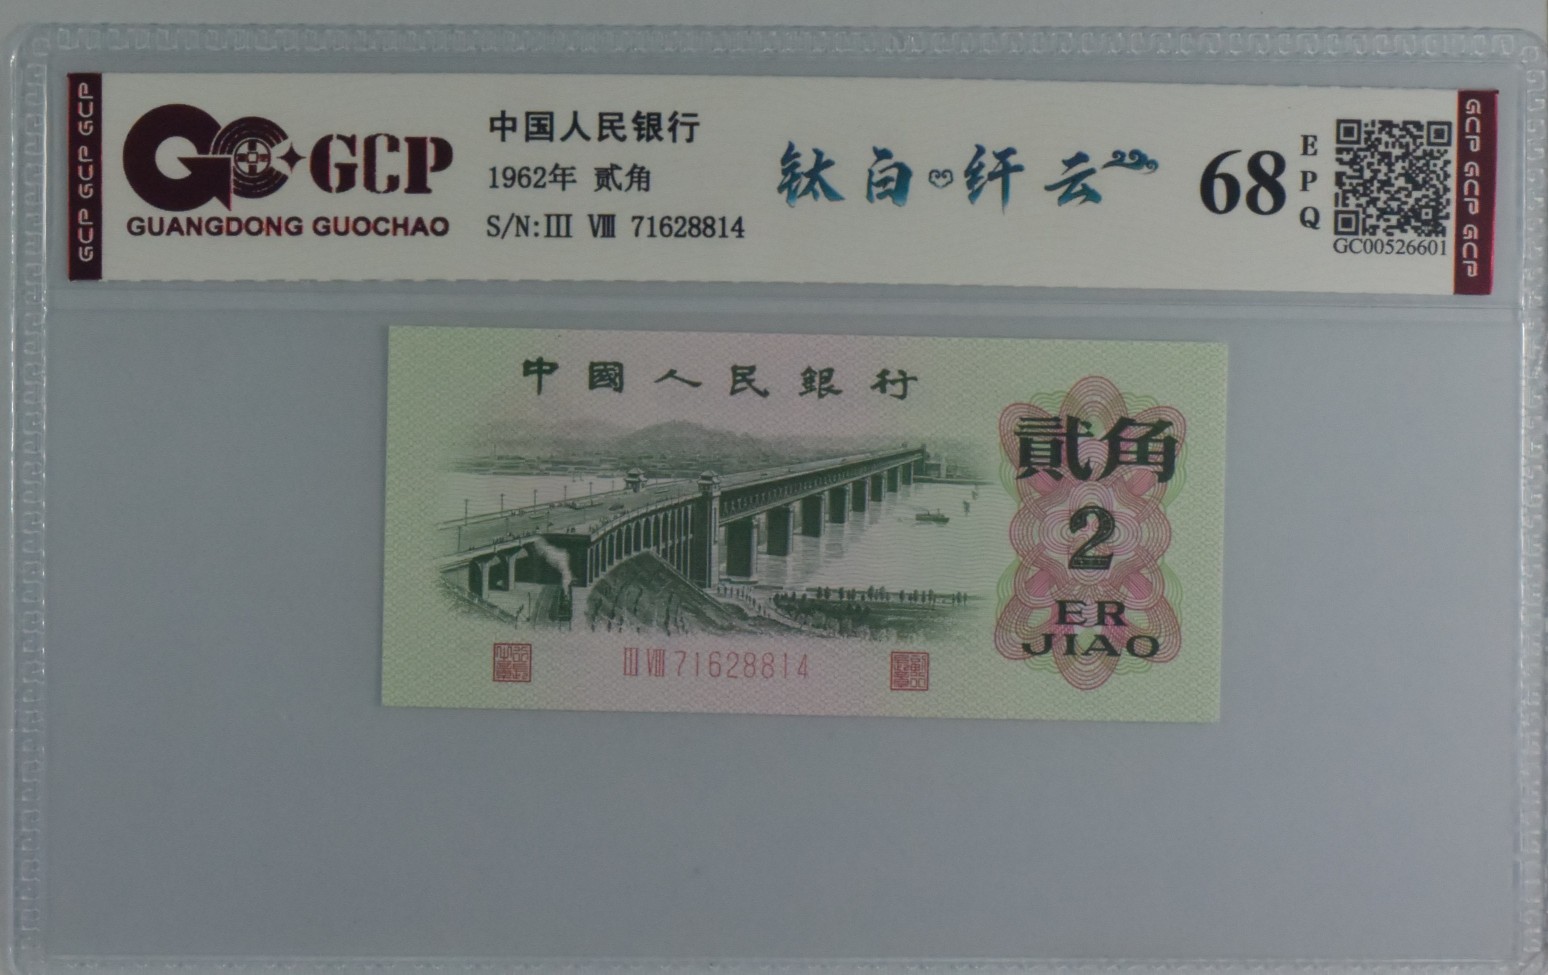 GCP GCP GCP
GCP
GUANGDONG GUOCHAO
中国人民银行
1962年 贰角
S/N:III VIII 71628814
钛白 纤云
68
EPQ
GC00526601
GCP GCP GCP
中國人民銀行
貳角
2
ER
JIAO
III VIII 71628814